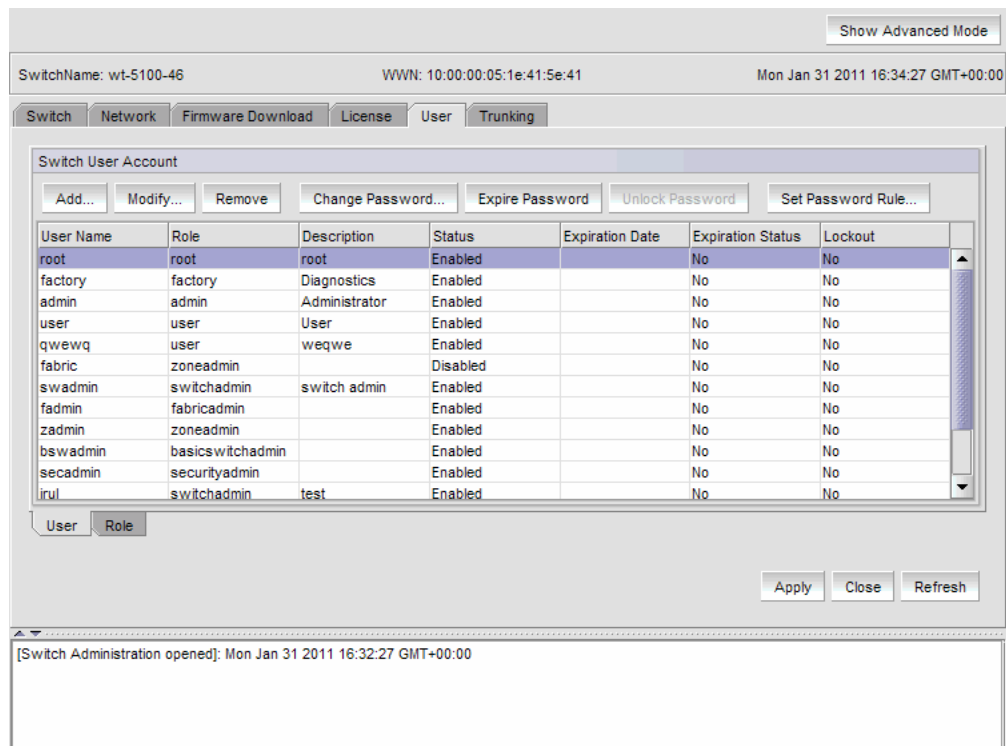 Show Advanced Mode
SwitchName: wt-5100-46 WWN: 10:00:00:05:1e:41:5e:41 Mon Jan 31 2011 16:34:27 GMT+00:00
Switch Network Firmware Download License User Trunking
Switch User Account
Add... Modify... Remove Change Password... Expire Password Unlock Password Set Password Rule...
User Name Role Description Status Expiration Date Expiration Status Lockout
root root root Enabled No No
factory factory Diagnostics Enabled No No
admin admin Administrator Enabled No No
user user User Enabled No No
qwewq user weqwe Enabled No No
fabric zoneadmin Disabled No No
swadmin switchadmin switch admin Enabled No No
fadmin fabricadmin Enabled No No
zadmin zoneadmin Enabled No No
bswadmin basicswitchadmin Enabled No No
secadmin securityadmin Enabled No No
irul switchadmin test Enabled No No
User Role
Apply Close Refresh
[Switch Administration opened]: Mon Jan 31 2011 16:32:27 GMT+00:00